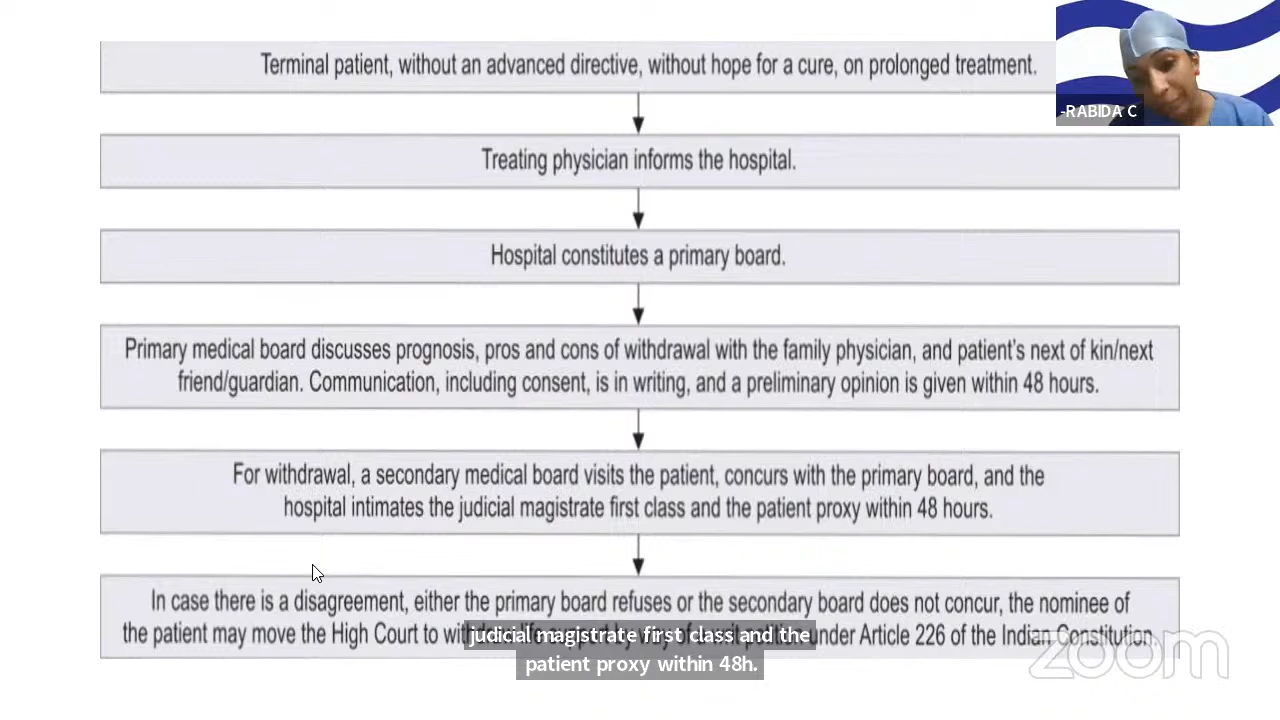 Terminal patient, without an advanced directive, without hope for a cure, on prolonged treatment.
-RABIDA C
Treating physician informs the hospital.
Hospital constitutes a primary board.
Primary medical board discusses prognosis, pros and cons of withdrawal with the family physician, and patient's next of kin/next
friend/guardian. Communication, including consent, is in writing, and a preliminary opinion is given within 48 hours.
For withdrawal, a secondary medical board visits the patient, concurs with the primary board, and the
hospital intimates the judicial magistrate first class and the patient proxy within 48 hours.
In case there is a disagreement, either the primary board refuses or the secondary board does not concur, the nominee of
the patient may move the High Court to under Article 226 of the Indian Constitution.
judicial magistrate first class and the
patient proxy within 48h.
zoom